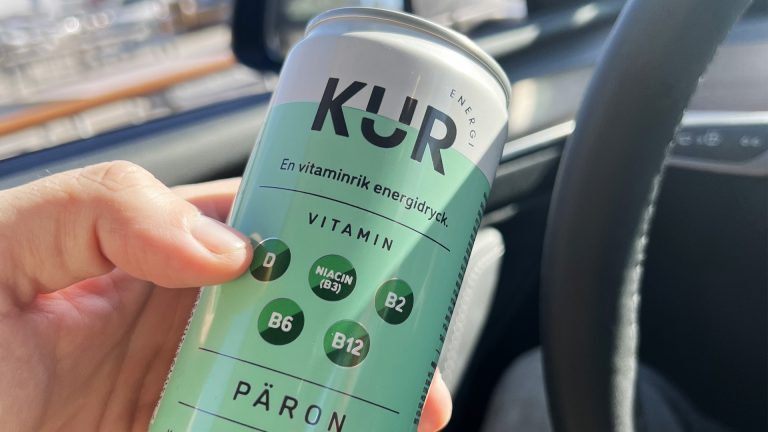 KUR
ENERGI
En vitaminrik energidryck.
VITAMIN
D
NIACIN
(B3)
B2
B6
B12
PÄRON